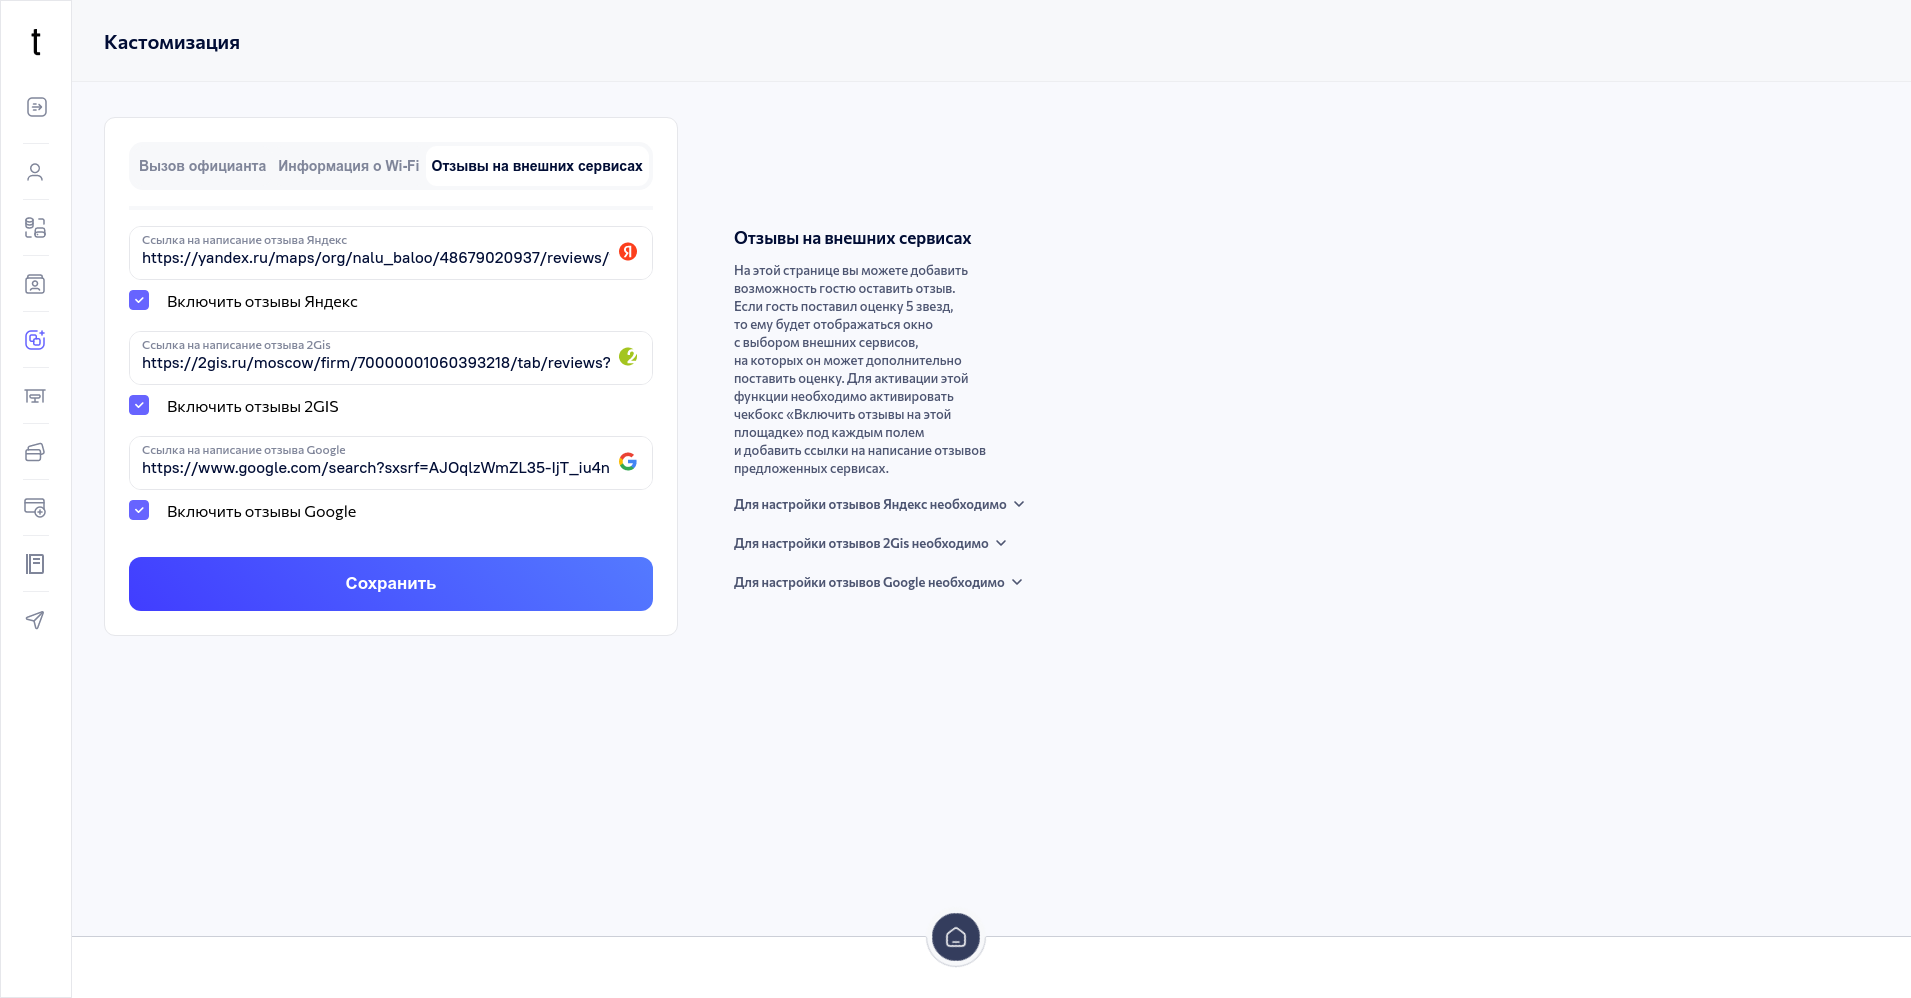 t
Кастомизация
Вызов официанта Информация о Wi-Fi Отзывы на внешних сервисах
Ссылка на написание отзыва Яндекс
https://yandex.ru/maps/org/nalu_baloo/48679020937/reviews/
Я
Включить отзывы Яндекс
Ссылка на написание отзыва 2Gis
https://2gis.ru/moscow/firm/70000001060393218/tab/reviews?
2
Включить отзывы 2GIS
Ссылка на написание отзыва Google
https://www.google.com/search?sxsrf=AJOqlzWmZL35-IjT_iu4n
G
Включить отзывы Google
Сохранить
Отзывы на внешних сервисах
На этой странице вы можете добавить
возможность гостю оставить отзыв.
Если гость поставил оценку 5 звезд,
то ему будет отображаться окно
с выбором внешних сервисов,
на которых он может дополнительно
поставить оценку. Для активации этой
функции необходимо активировать
чекбокс «Включить отзывы на этой
площадке» под каждым полем
и добавить ссылки на написание отзывов
предложенных сервисах.
Для настройки отзывов Яндекс необходимо
Для настройки отзывов 2Gis необходимо
Для настройки отзывов Google необходимо